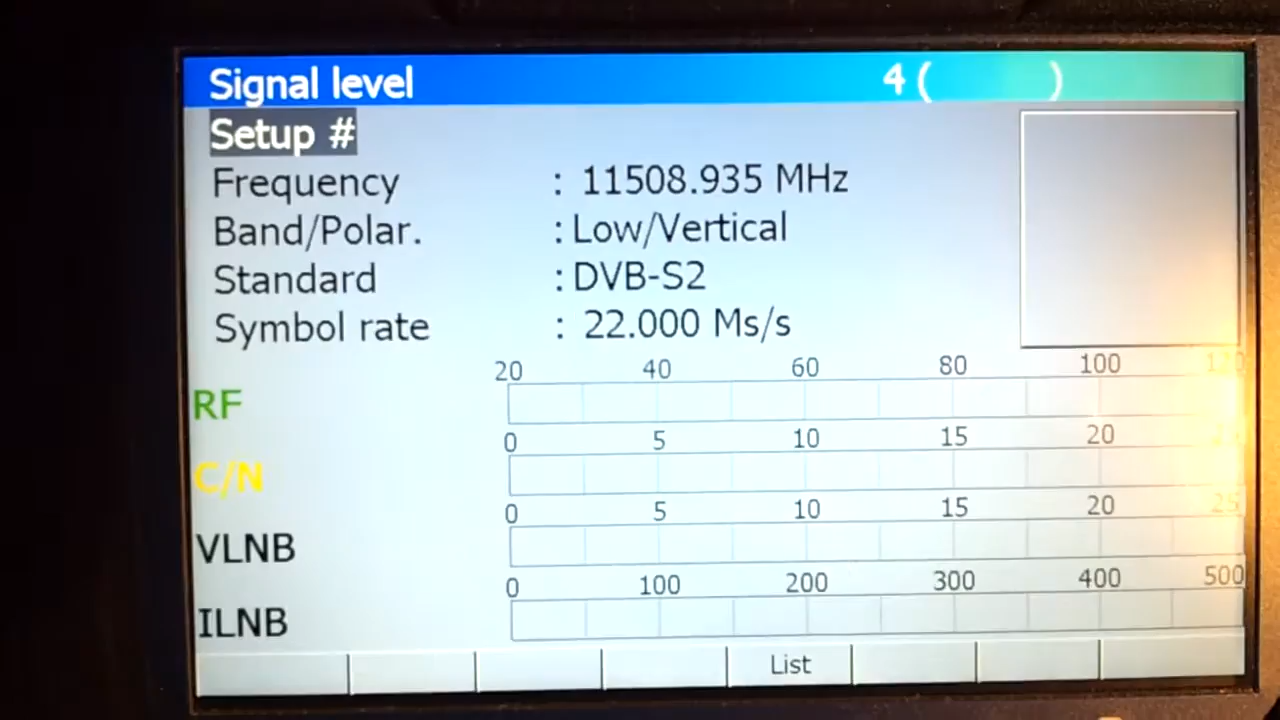 Signal level 4 ( )
Setup #
Frequency : 11508.935 MHz
Band/Polar. : Low/Vertical
Standard : DVB-S2
Symbol rate : 22.000 Ms/s
20 40 60 80 100
RF
0 5 10 15 20
C/N
0 5 10 15 20 25
VLNB
0 100 200 300 400 500
ILNB
List